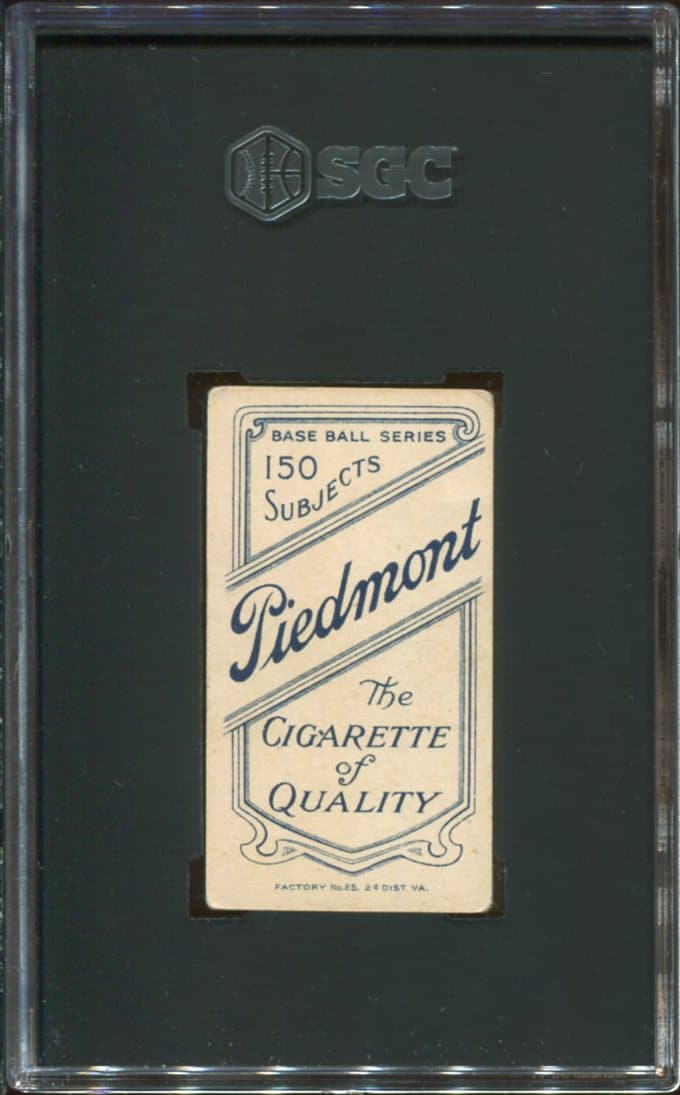 SGC
BASE BALL SERIES
150
SUBJECTS
Piedmont
The
CIGARETTE
of
QUALITY
FACTORY No. 25. 2d DIST. VA.